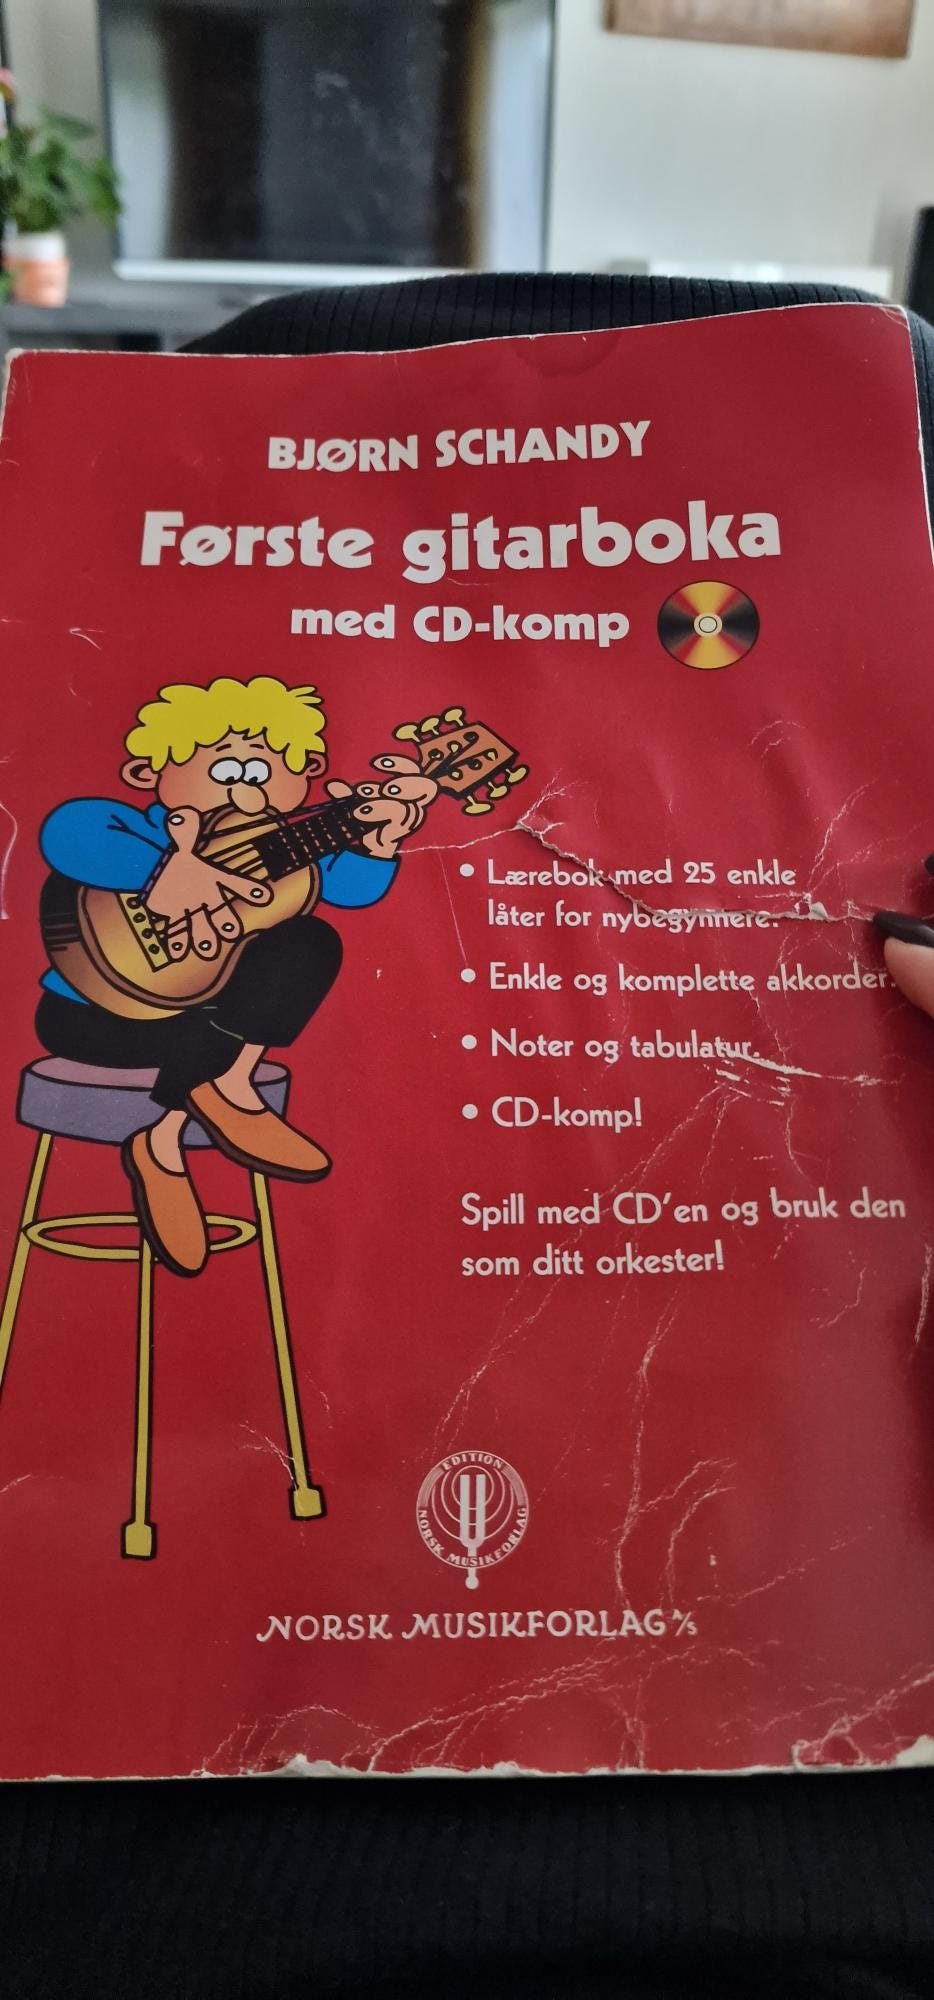 BJØRN SCHANDY
Første gitarboka
med CD-komp
• Lærebok med 25 enkle
låter for nybegynnere.
• Enkle og komplette akkorder.
• Noter og tabulatur.
• CD-komp!
Spill med CD'en og bruk den
som ditt orkester!
EDITION
NORSK MUSIKFORLAG
NORSK MUSIKFORLAG A/S